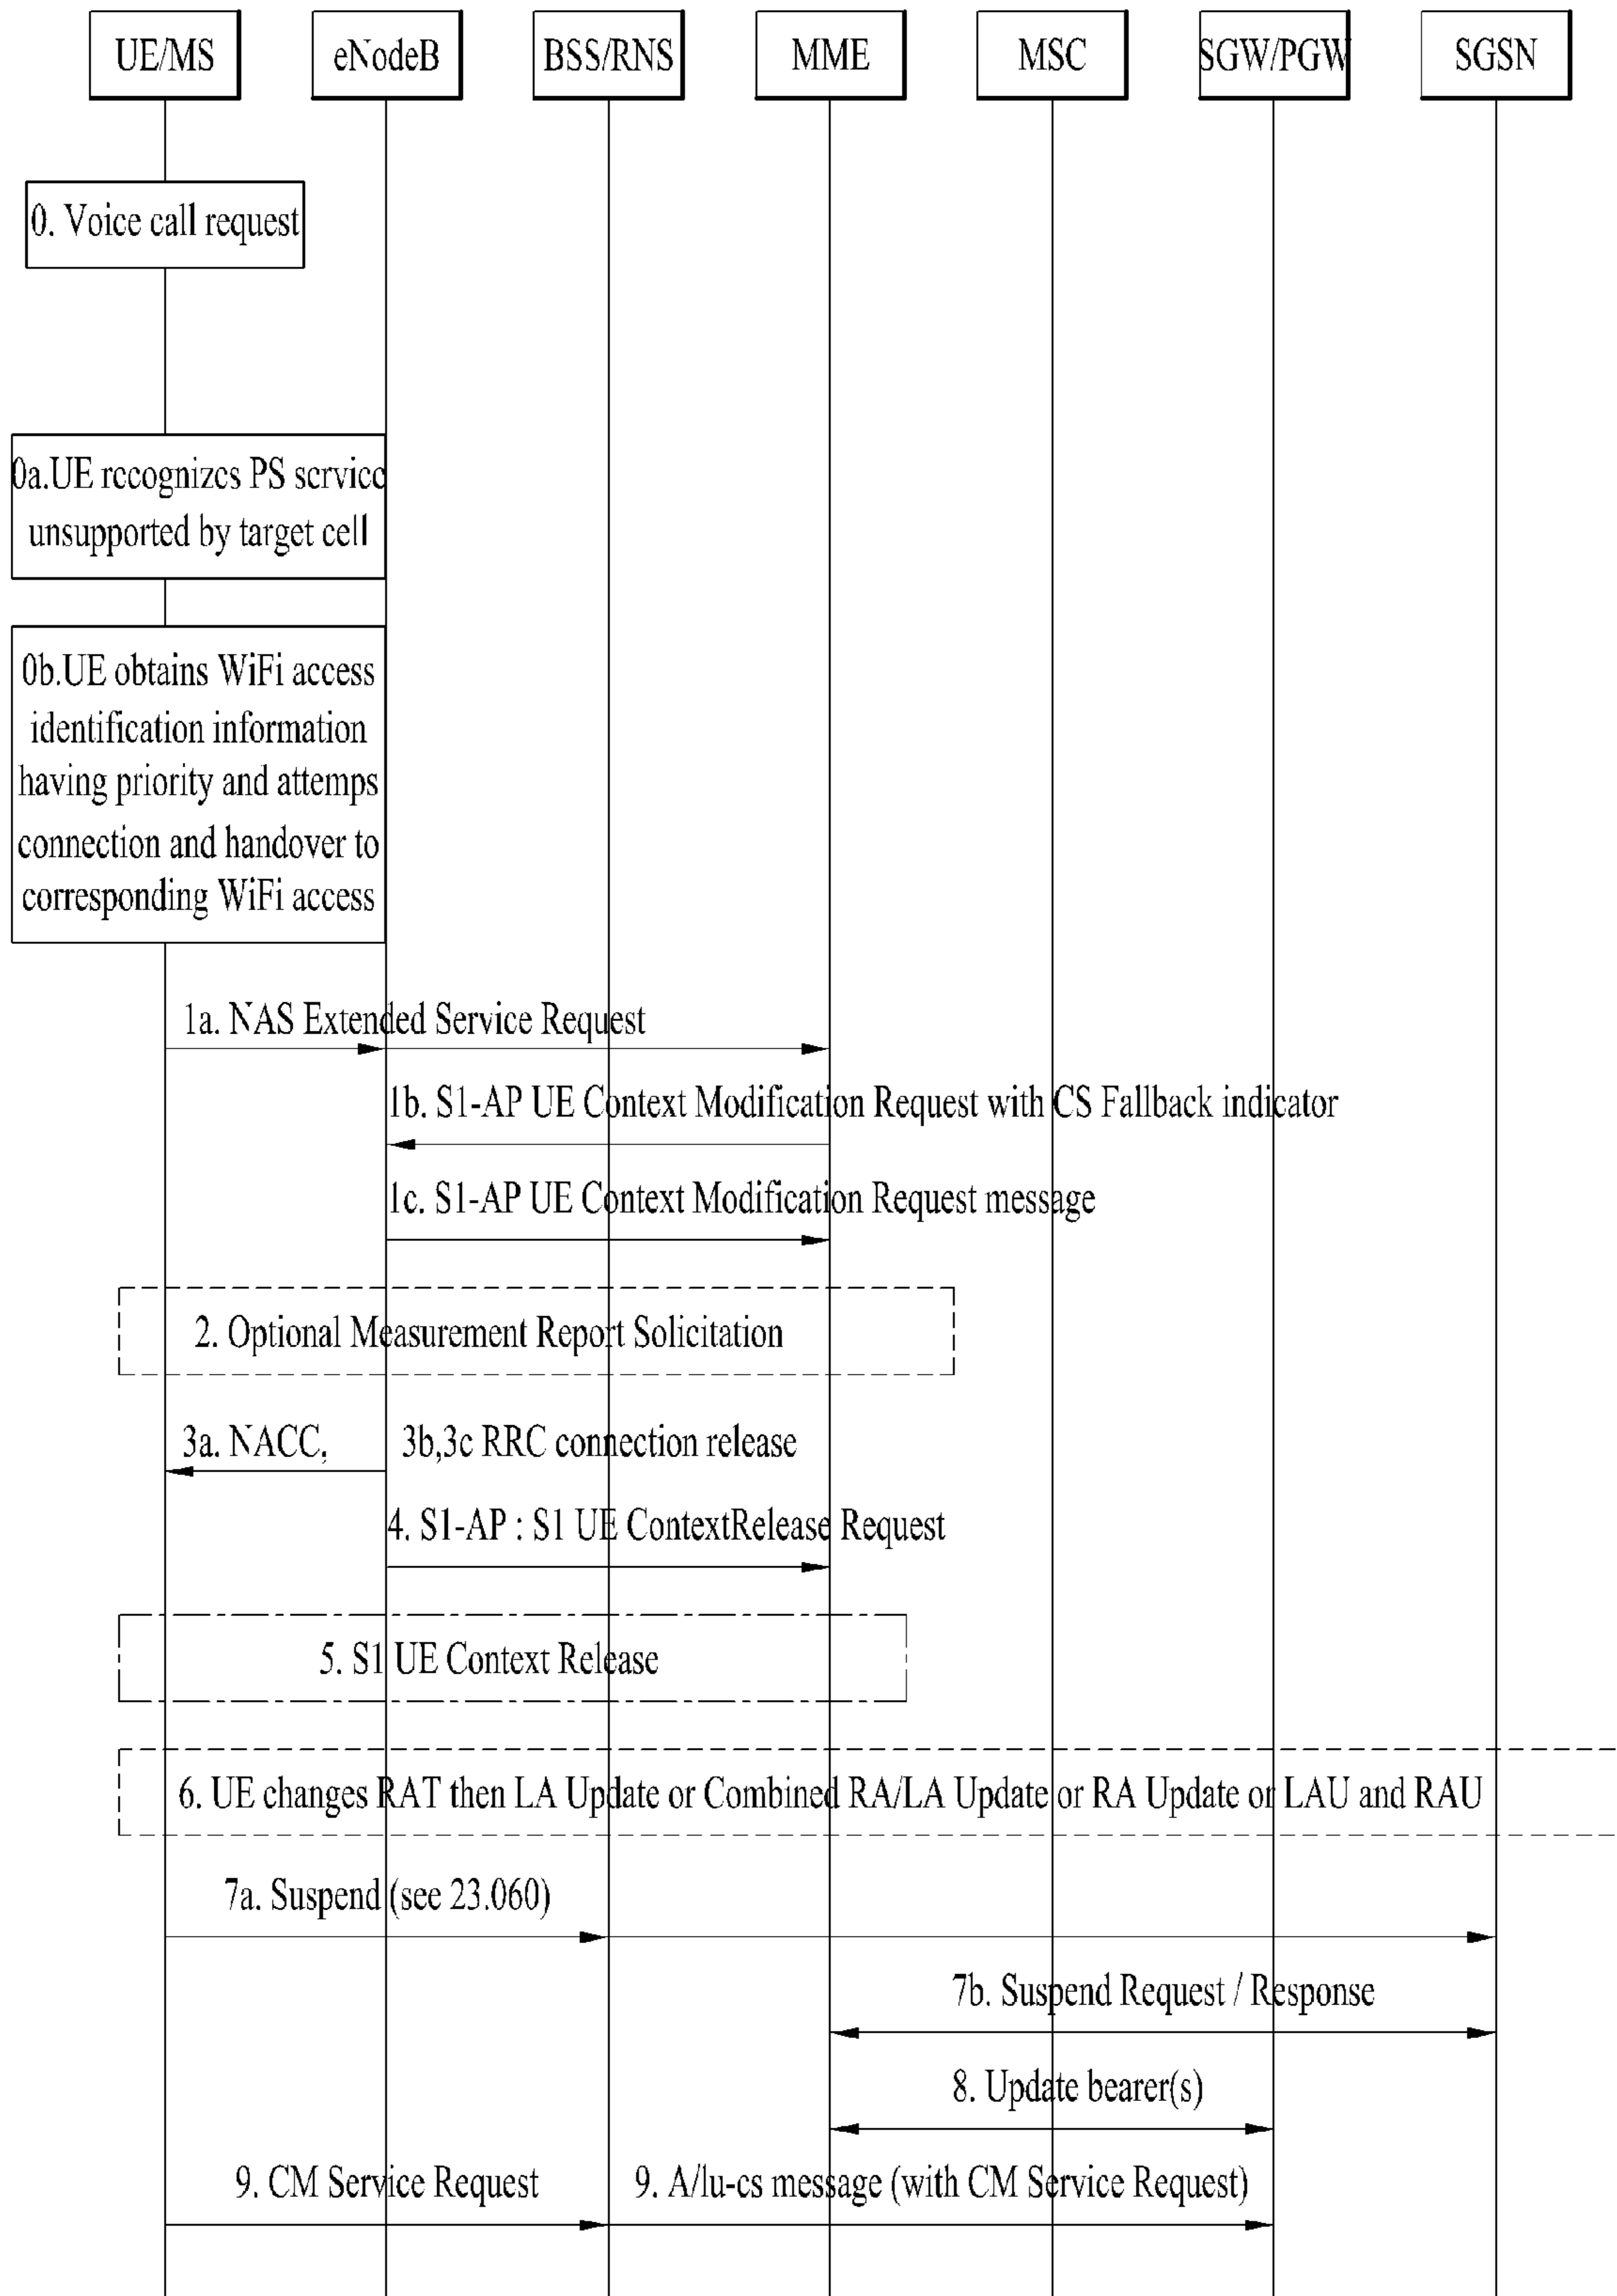 UE/MS
eNodeB
BSS/RNS
MME
MSC
SGW/PGW
SGSN
0. Voice call request
0a.UE recognizes PS service
unsupported by target cell
0b.UE obtains WiFi access
identification information
having priority and attemps
connection and handover to
corresponding WiFi access
1a. NAS Extended Service Request
1b. S1-AP UE Context Modification Request with CS Fallback indicator
1c. S1-AP UE Context Modification Request message
2. Optional Measurement Report Solicitation
3a. NACC,
3b,3c RRC connection release
4. S1-AP : S1 UE ContextRelease Request
5. S1 UE Context Release
6. UE changes RAT then LA Update or Combined RA/LA Update or RA Update or LAU and RAU
7a. Suspend (see 23.060)
7b. Suspend Request / Response
8. Update bearer(s)
9. CM Service Request
9. A/lu-cs message (with CM Service Request)